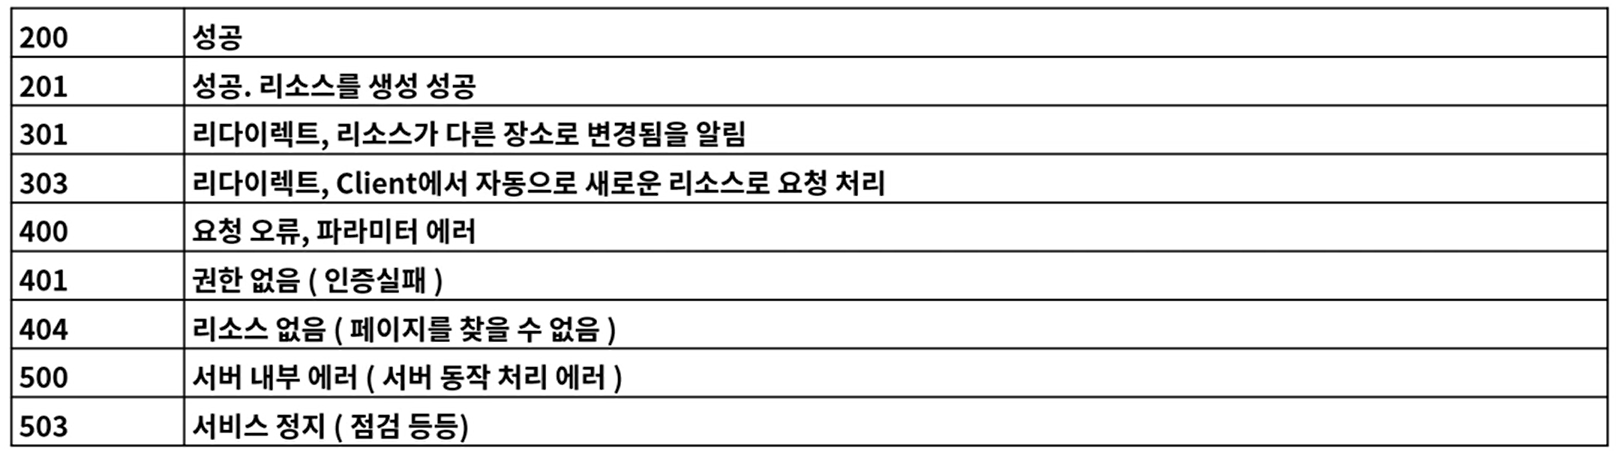 200 성공
201 성공. 리소스를 생성 성공
301 리다이렉트, 리소스가 다른 장소로 변경됨을 알림
303 리다이렉트, Client에서 자동으로 새로운 리소스로 요청 처리
400 요청 오류, 파라미터 에러
401 권한 없음 ( 인증실패 )
404 리소스 없음 ( 페이지를 찾을 수 없음 )
500 서버 내부 에러 ( 서버 동작 처리 에러 )
503 서비스 정지 ( 점검 등등)